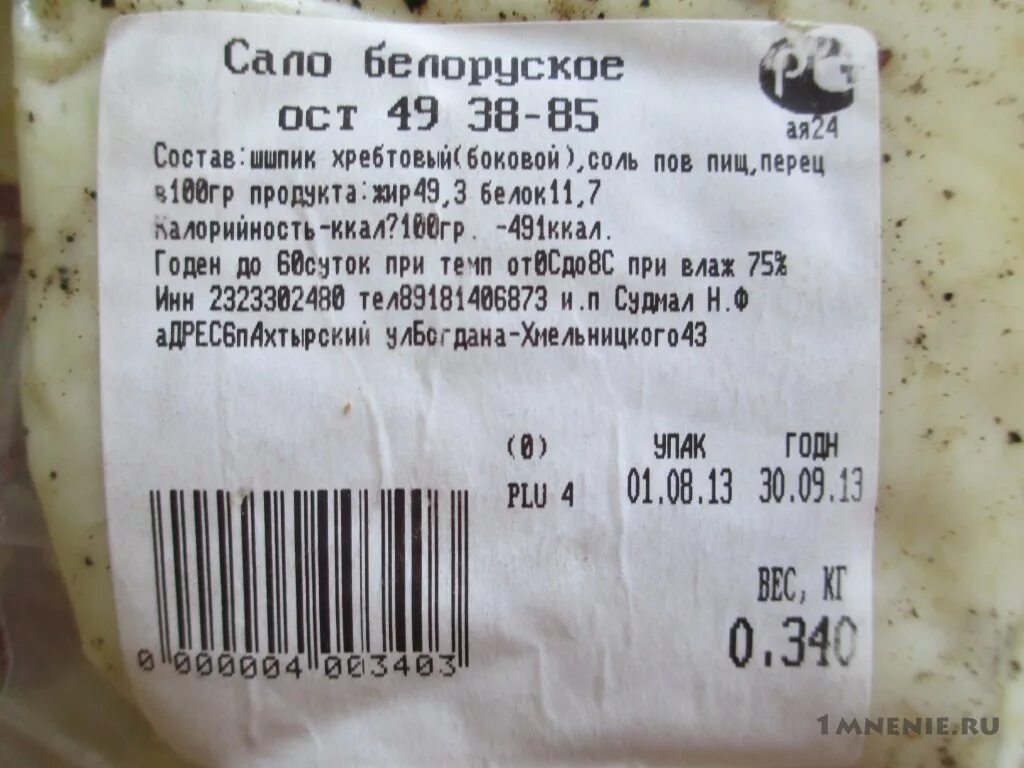 Сало белоруское
ост 49 38-85
РС
ая24
Состав:шшпик хребтовый(боковой),соль пов пищ,перец
в100гр продукта:жир49,3 белок11,7
Калорийность-ккал?100гр. -491ккал.
Годен до 60суток при темп от0Сдо8С при влаж 75%
Инн 2323302480 тел89181406873 и.п Судмал Н.Ф
аДРЕС6пАхтырский улБогдана-Хмельницкого43
(0) УПАК ГОДН
PLU 4 01.08.13 30.09.13
ВЕС, КГ
0.340
0 000004 003403
1MNENIE.RU